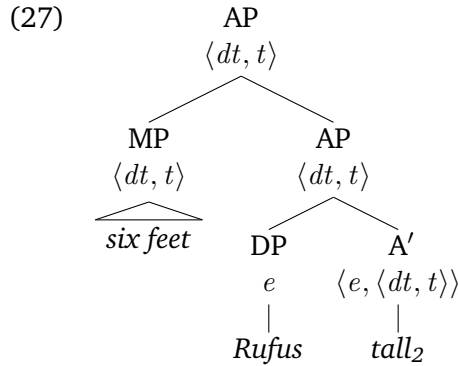 (27) AP
⟨dt, t⟩
MP AP
⟨dt, t⟩ ⟨dt, t⟩
six feet DP A′
e ⟨e, ⟨dt, t⟩⟩
Rufus tall₂